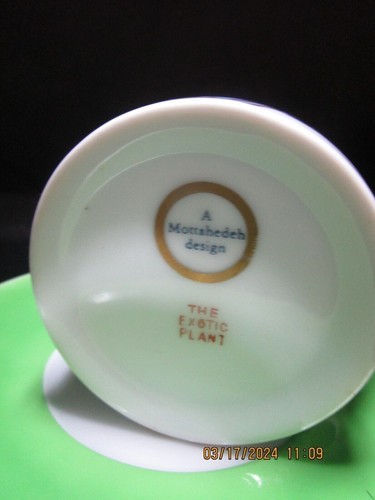 A
Mottahedeh
design
THE
EXOTIC
PLANT
03/17/2024 11:09